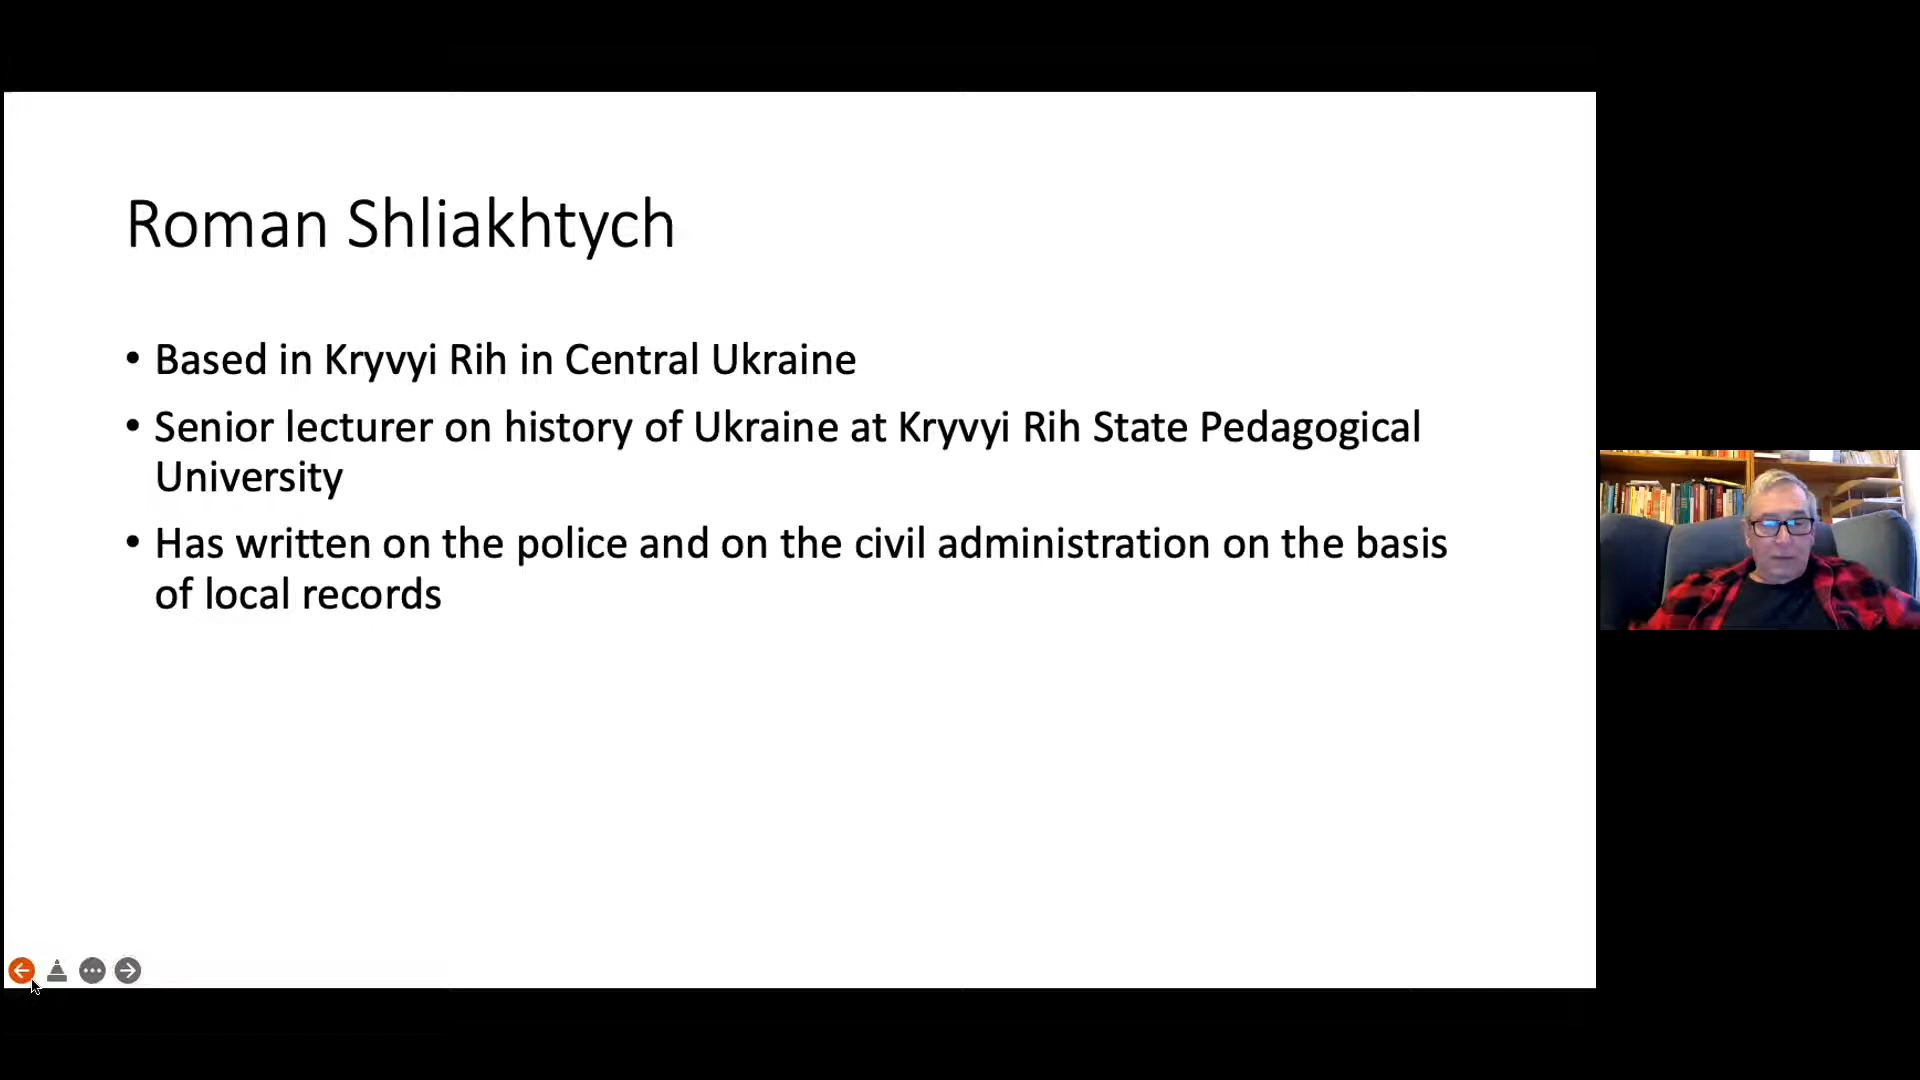 Roman Shliakhtych
• Based in Kryvyi Rih in Central Ukraine
• Senior lecturer on history of Ukraine at Kryvyi Rih State Pedagogical
University
• Has written on the police and on the civil administration on the basis
of local records